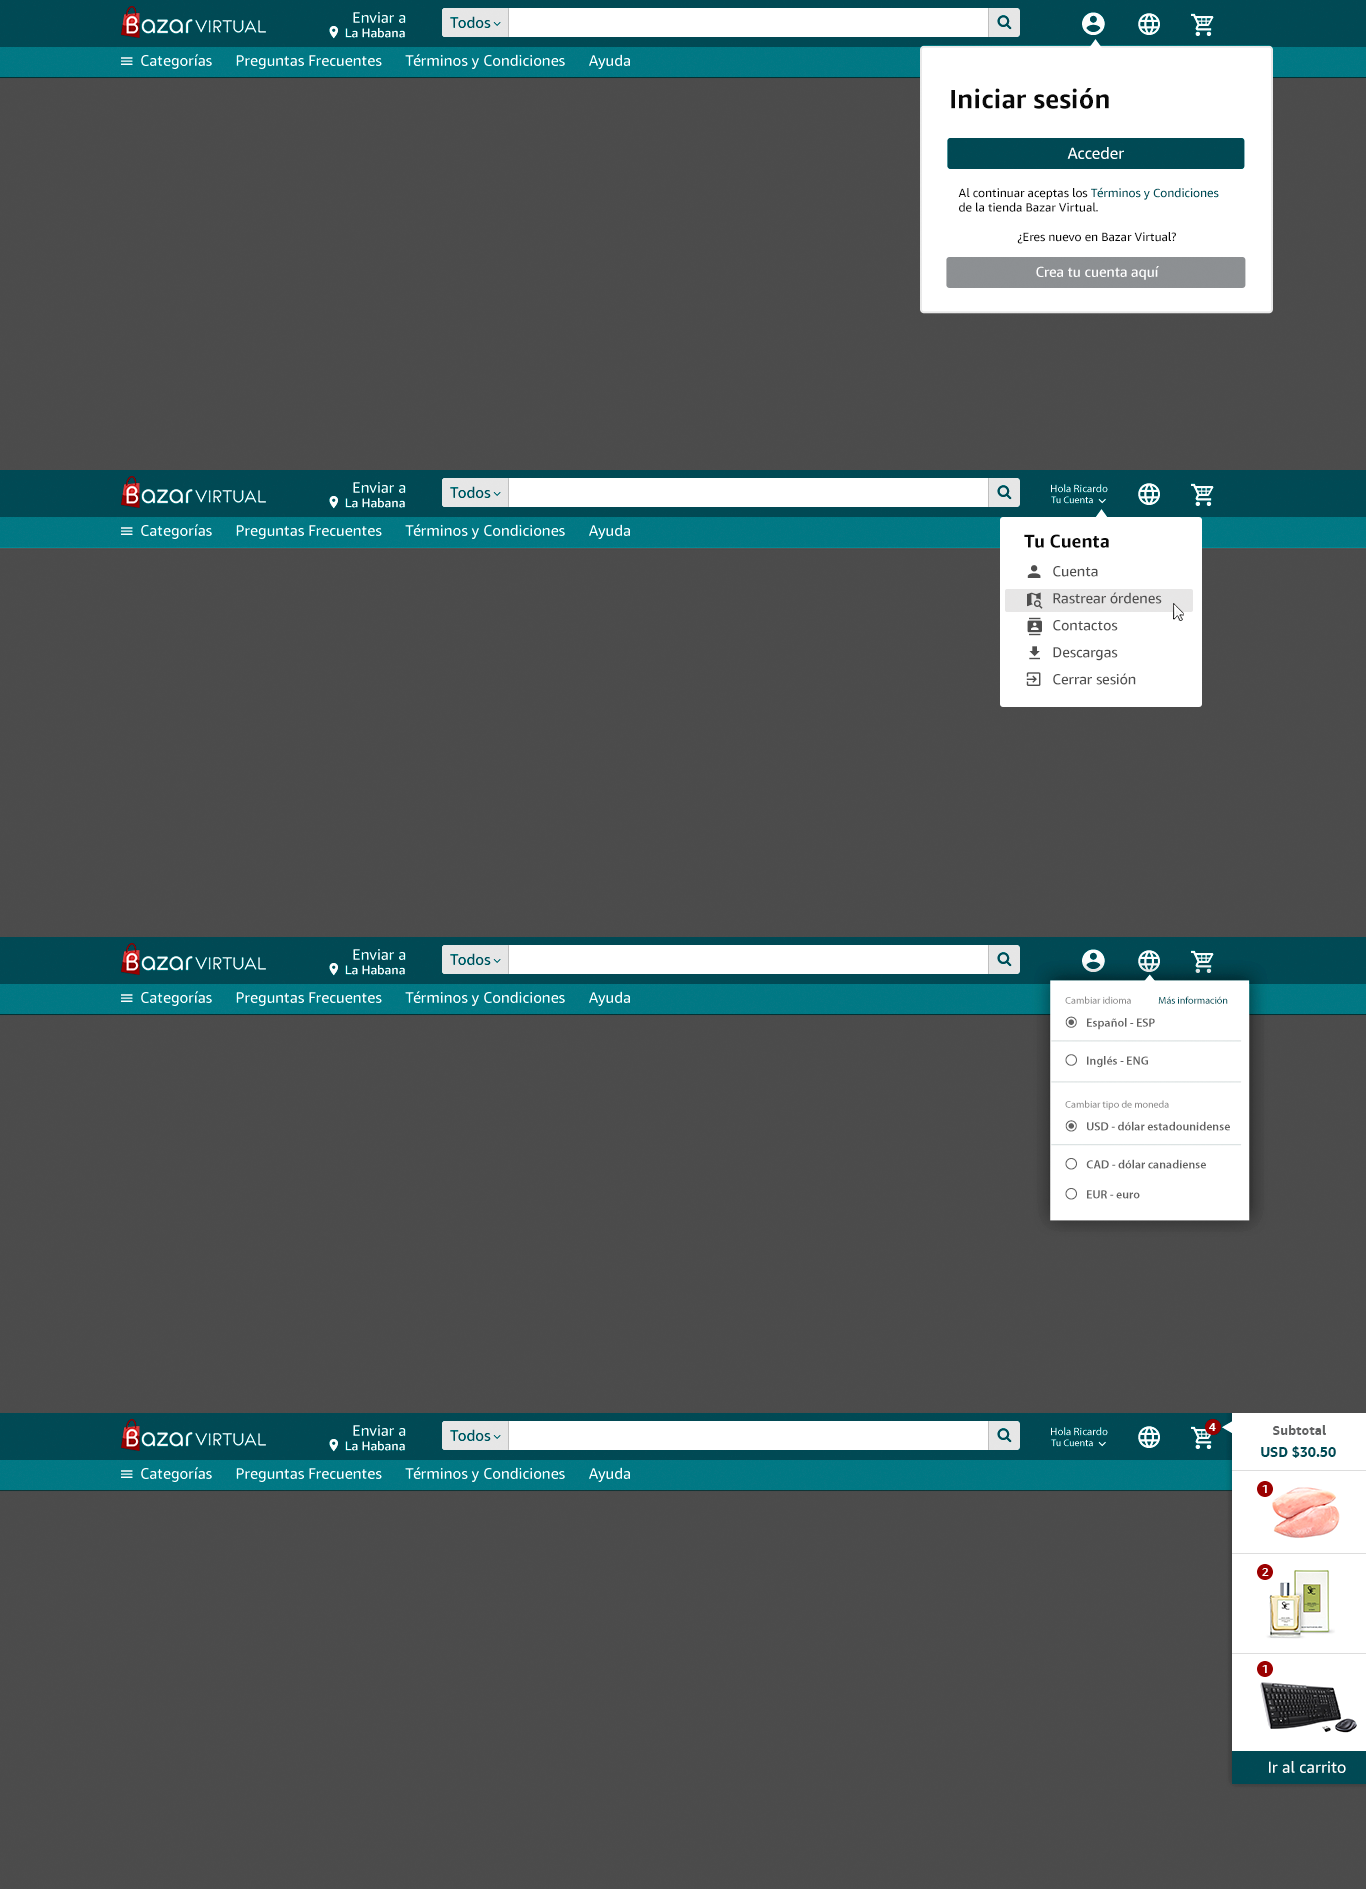 Bazar VIRTUAL
Enviar a
La Habana
Todos
Categorías Preguntas Frecuentes Términos y Condiciones Ayuda
Iniciar sesión
Acceder
Al continuar aceptas los Términos y Condiciones
de la tienda Bazar Virtual.
¿Eres nuevo en Bazar Virtual?
Crea tu cuenta aquí
Bazar VIRTUAL
Enviar a
La Habana
Todos
Hola Ricardo
Tu Cuenta
Categorías Preguntas Frecuentes Términos y Condiciones Ayuda
Tu Cuenta
Cuenta
Rastrear órdenes
Contactos
Descargas
Cerrar sesión
Bazar VIRTUAL
Enviar a
La Habana
Todos
Categorías Preguntas Frecuentes Términos y Condiciones Ayuda
Cambiar idioma Más información
Español - ESP
Inglés - ENG
Cambiar tipo de moneda
USD - dólar estadounidense
CAD - dólar canadiense
EUR - euro
Bazar VIRTUAL
Enviar a
La Habana
Todos
Hola Ricardo
Tu Cuenta
4
Categorías Preguntas Frecuentes Términos y Condiciones Ayuda
Subtotal
USD $30.50
1
2
1
Ir al carrito